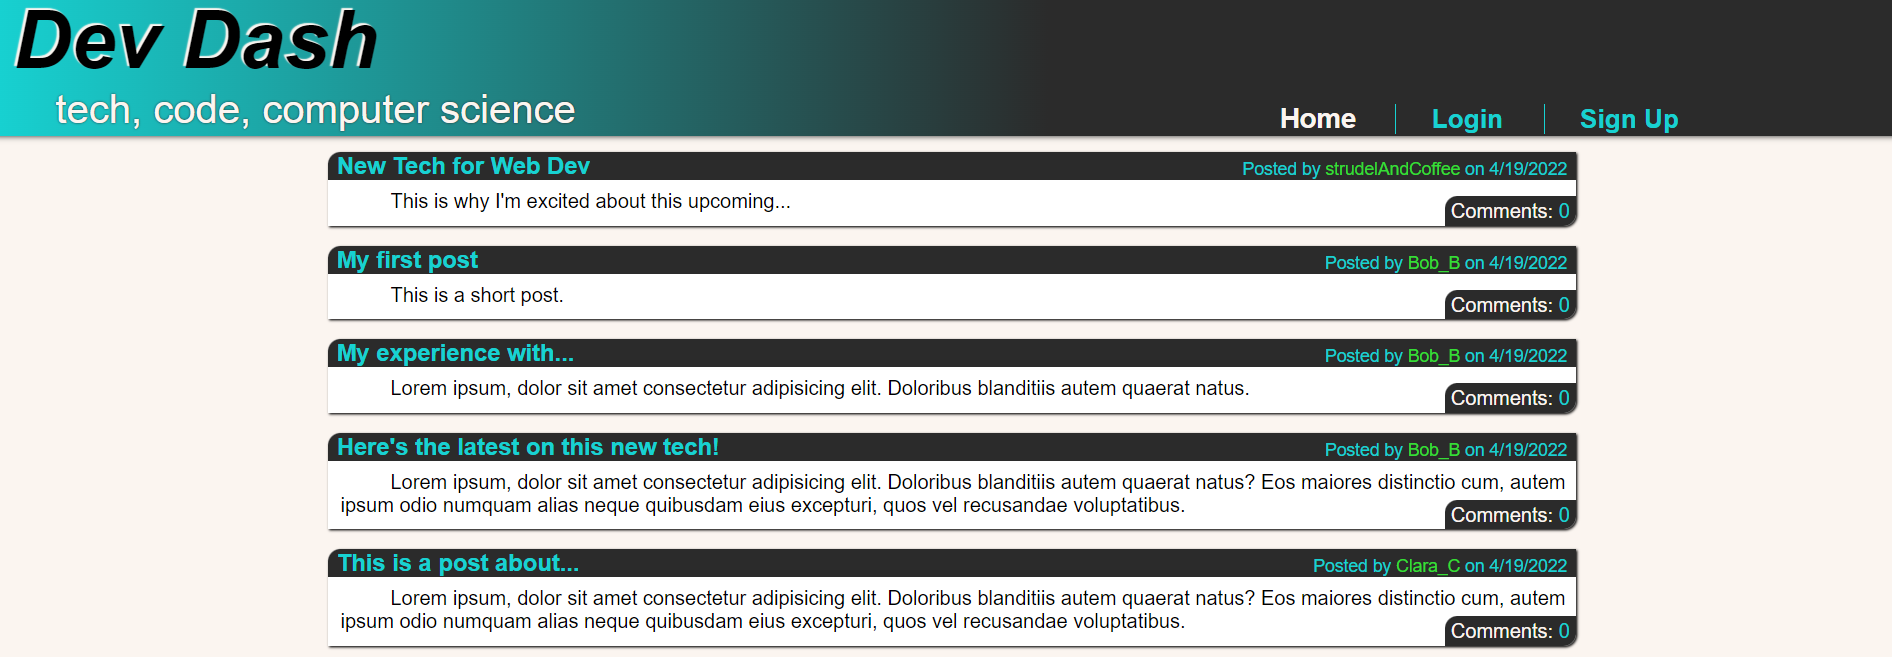 Dev Dash
tech, code, computer science
Home Login Sign Up
New Tech for Web Dev Posted by strudelAndCoffee on 4/19/2022
This is why I'm excited about this upcoming...
Comments: 0
My first post Posted by Bob_B on 4/19/2022
This is a short post.
Comments: 0
My experience with... Posted by Bob_B on 4/19/2022
Lorem ipsum, dolor sit amet consectetur adipisicing elit. Doloribus blanditiis autem quaerat natus.
Comments: 0
Here's the latest on this new tech! Posted by Bob_B on 4/19/2022
Lorem ipsum, dolor sit amet consectetur adipisicing elit. Doloribus blanditiis autem quaerat natus? Eos maiores distinctio cum, autem
ipsum odio numquam alias neque quibusdam eius excepturi, quos vel recusandae voluptatibus.
Comments: 0
This is a post about... Posted by Clara_C on 4/19/2022
Lorem ipsum, dolor sit amet consectetur adipisicing elit. Doloribus blanditiis autem quaerat natus? Eos maiores distinctio cum, autem
ipsum odio numquam alias neque quibusdam eius excepturi, quos vel recusandae voluptatibus.
Comments: 0